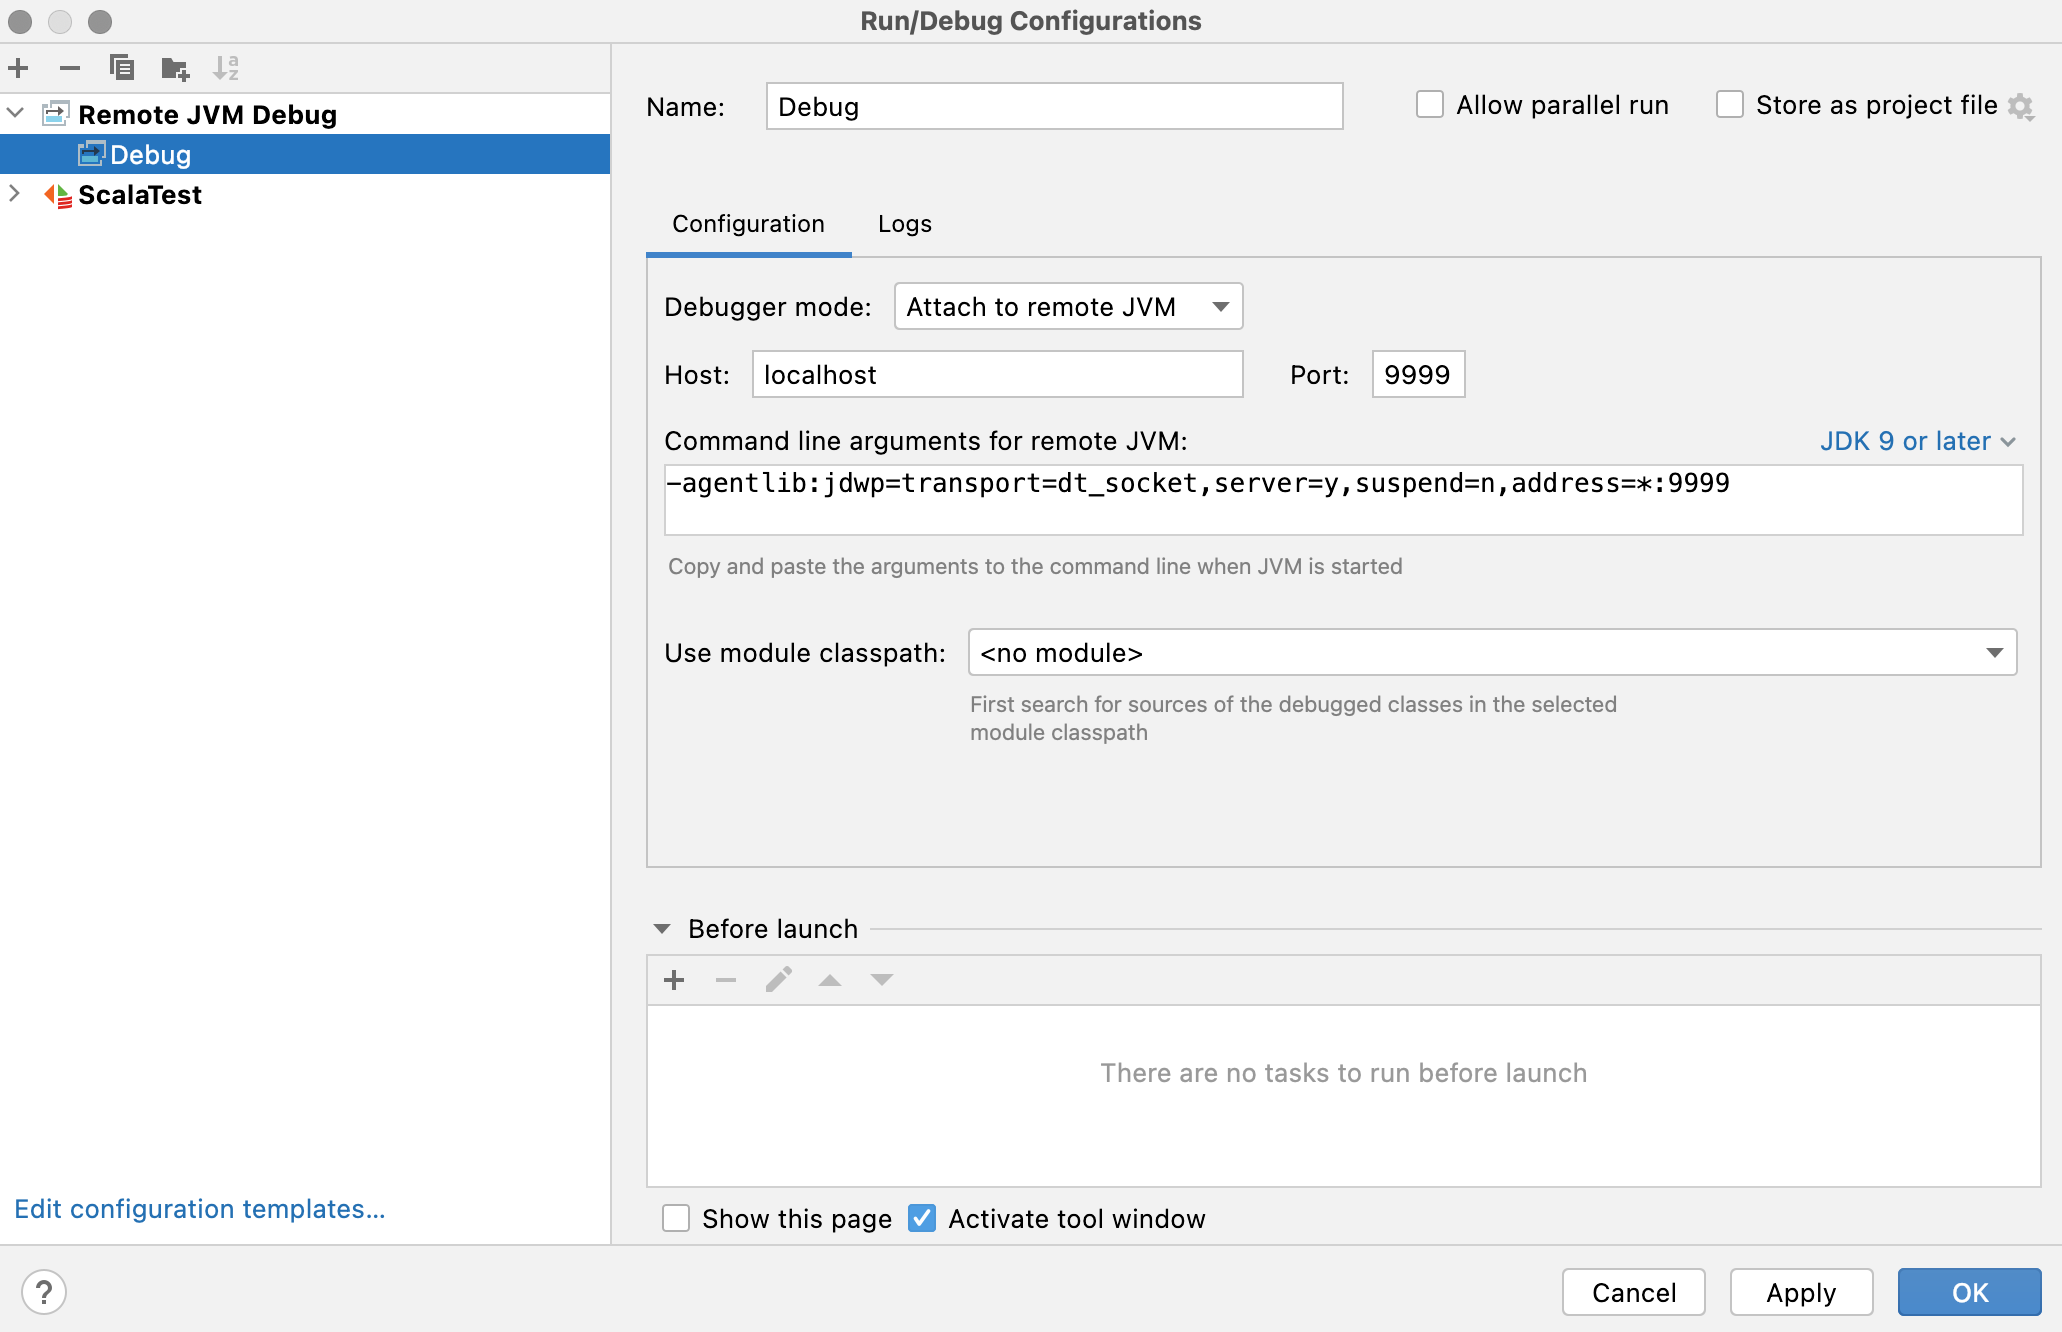 Run/Debug Configurations
Remote JVM Debug
Debug
ScalaTest
Edit configuration templates...
Name: Debug
Allow parallel run
Store as project file
Configuration Logs
Debugger mode: Attach to remote JVM
Host: localhost Port: 9999
Command line arguments for remote JVM: JDK 9 or later
-agentlib:jdwp=transport=dt_socket,server=y,suspend=n,address=*:9999
Copy and paste the arguments to the command line when JVM is started
Use module classpath: <no module>
First search for sources of the debugged classes in the selected
module classpath
Before launch
There are no tasks to run before launch
Show this page Activate tool window
? Cancel Apply OK